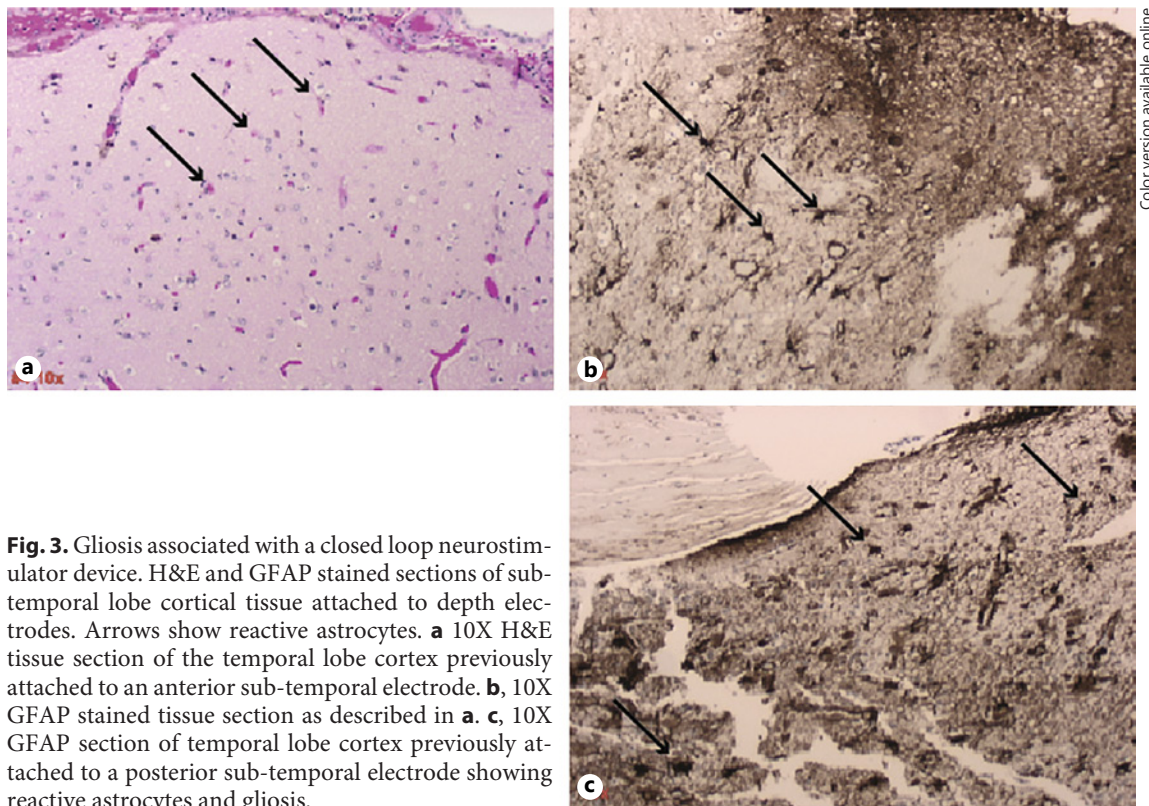 Color version available online
a
10x
b
c
Fig. 3. Gliosis associated with a closed loop neurostim-
ulator device. H&E and GFAP stained sections of sub-
temporal lobe cortical tissue attached to depth elec-
trodes. Arrows show reactive astrocytes. a 10X H&E
tissue section of the temporal lobe cortex previously
attached to an anterior sub-temporal electrode. b, 10X
GFAP stained tissue section as described in a. c, 10X
GFAP section of temporal lobe cortex previously at-
tached to a posterior sub-temporal electrode showing
reactive astrocytes and gliosis.